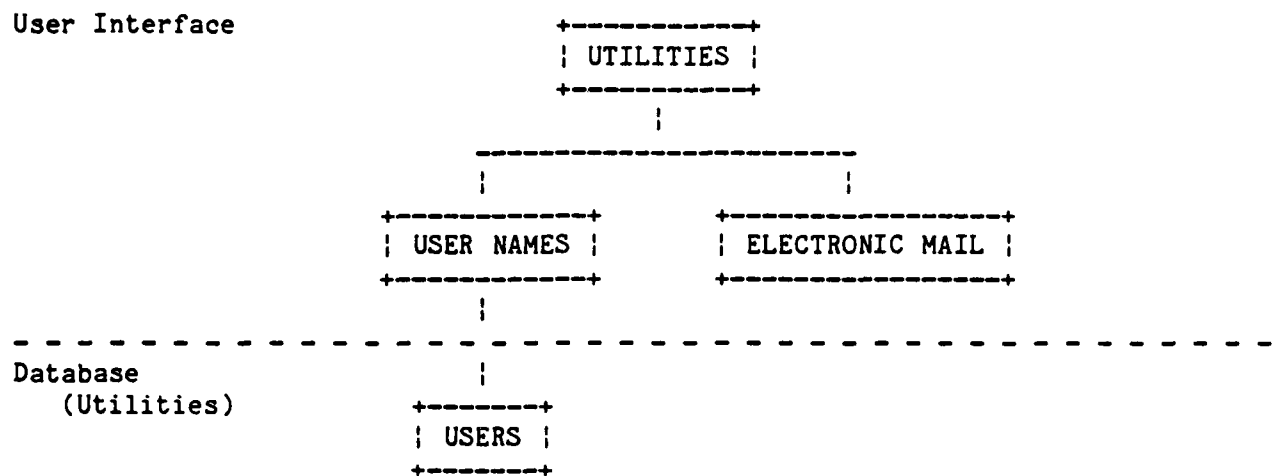 User Interface
UTILITIES
USER NAMES ELECTRONIC MAIL
Database
(Utilities)
USERS